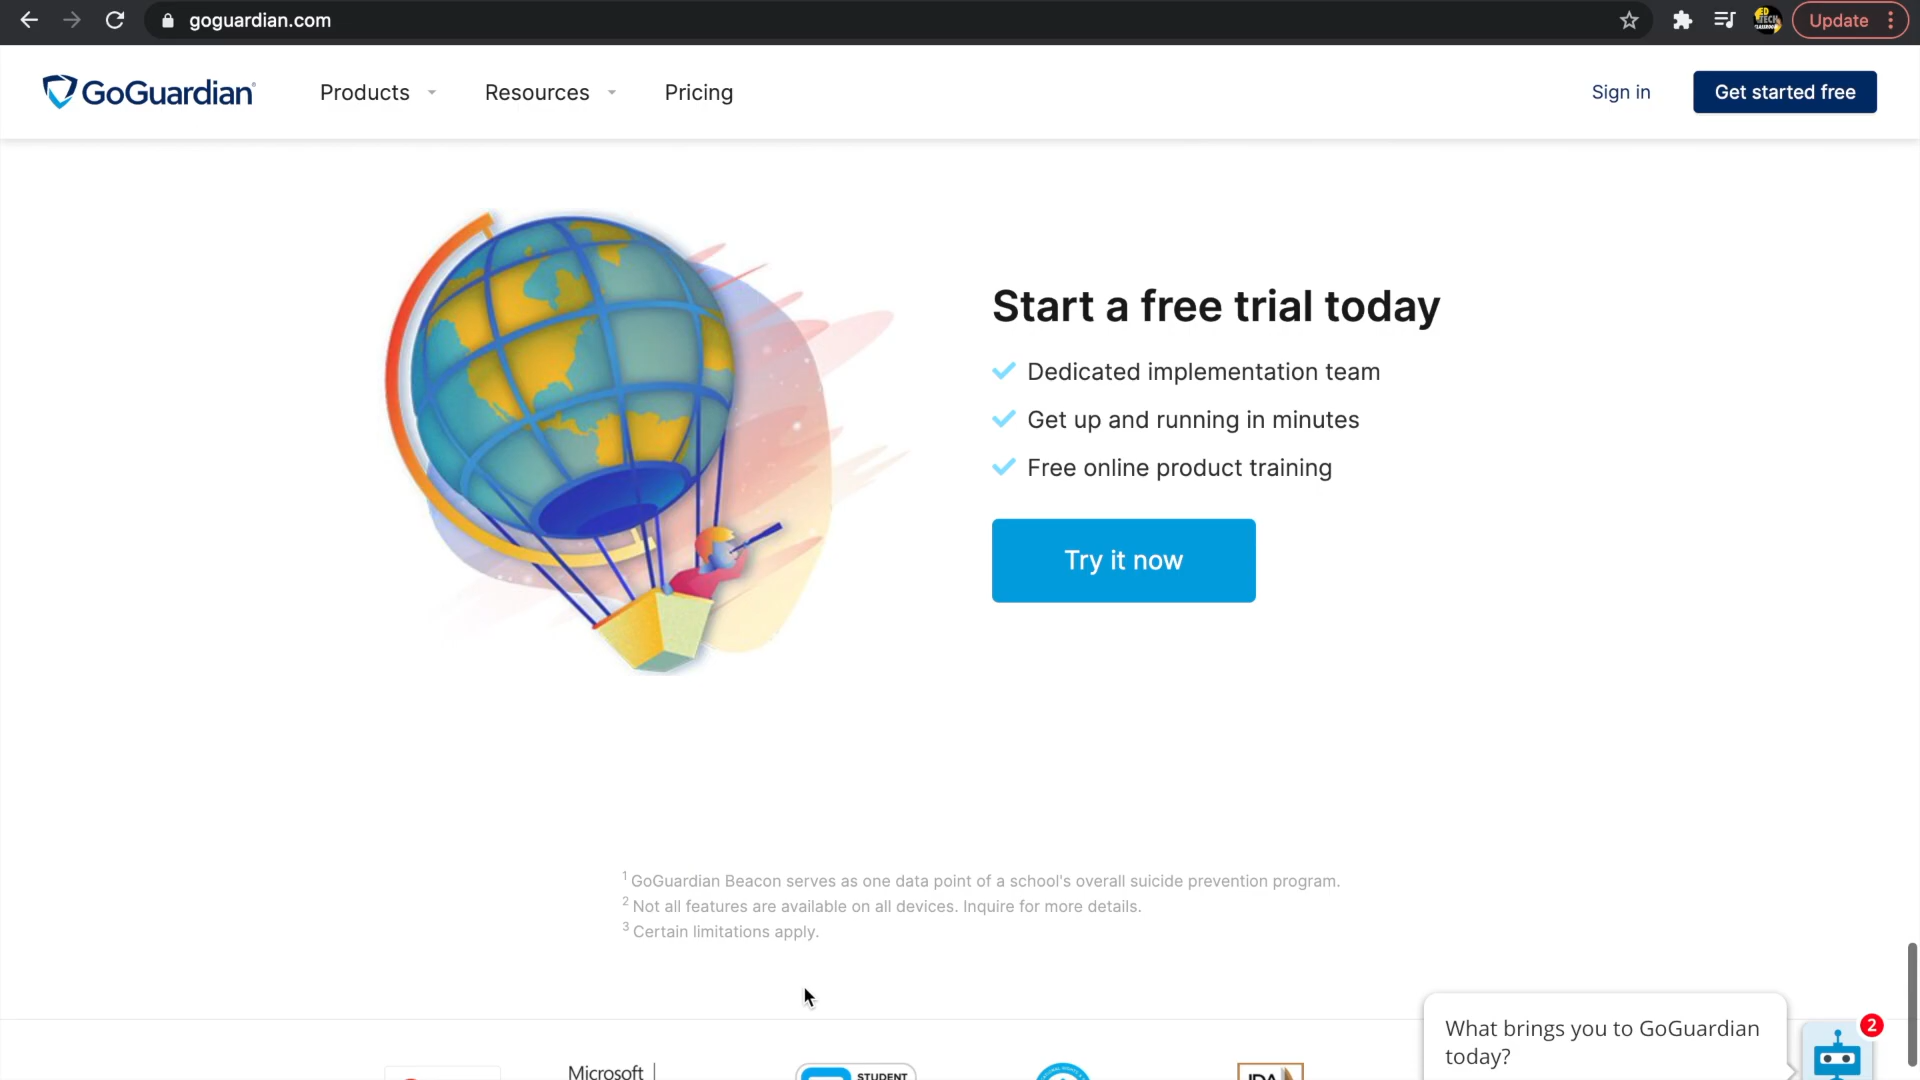 goguardian.com
Update
GoGuardian
Products
Resources
Pricing
Sign in
Get started free
Start a free trial today
Dedicated implementation team
Get up and running in minutes
Free online product training
Try it now
1 GoGuardian Beacon serves as one data point of a school's overall suicide prevention program.
2 Not all features are available on all devices. Inquire for more details.
3 Certain limitations apply.
What brings you to GoGuardian
today?
2
Microsoft
STUDENT